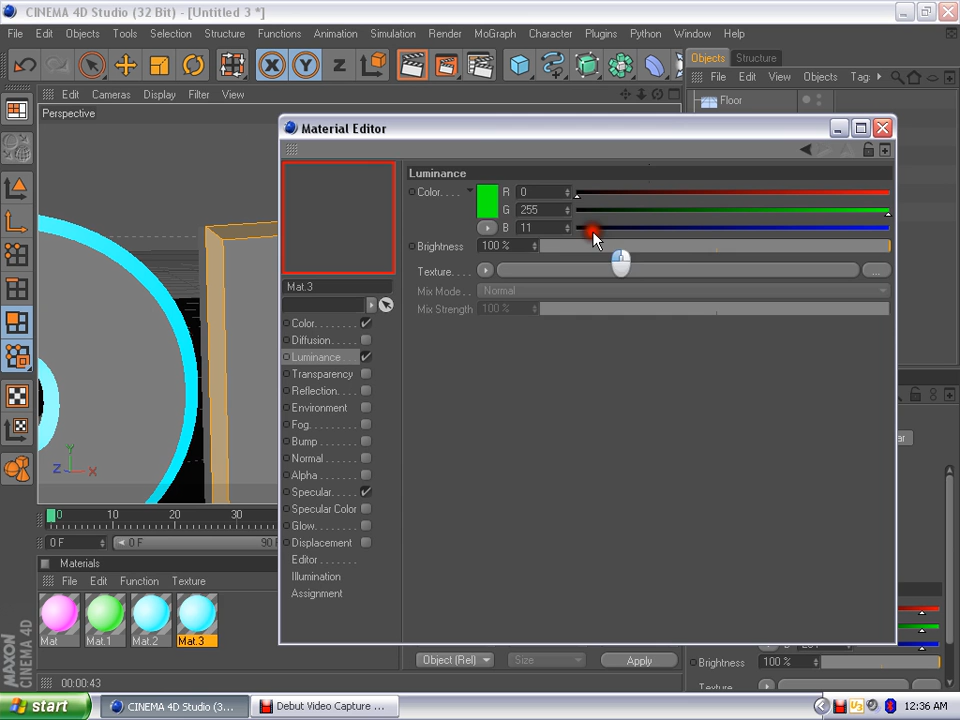 CINEMA 4D Studio (32 Bit) - [Untitled 3 *]
File Edit Objects Tools Selection Structure Functions Animation Simulation Render MoGraph Character Plugins Python Window Help
Objects Structure
File Edit View Objects Tag:
Floor
Edit Cameras Display Filter View
Perspective
Material Editor
Luminance
Color. . . . R 0
G 255
B 11
Brightness 100 %
Texture. . . . ...
Mix Mode . . Normal
Mix Strength 100 %
Mat.3
Color. . . . . . . .
Diffusion. . . . .
Luminance . . .
Transparency
Reflection. . . .
Environment
Fog. . . . . . . . .
Bump . . . . . . .
Normal . . . . . .
Alpha . . . . . . .
Specular. . . . .
Specular Color
Glow. . . . . . . .
Displacement
Editor . . . . . . .
Illumination
Assignment
Z Y X
0 10 20 30
0 F 0 F 90 F
Materials
File Edit Function Texture
Mat Mat.1 Mat.2 Mat.3
Object (Rel) Size Apply
Brightness 100 %
Texture. . . .
MAXON
CINEMA 4D
00:00:43
start CINEMA 4D Studio (3... Debut Video Capture ... 12:36 AM